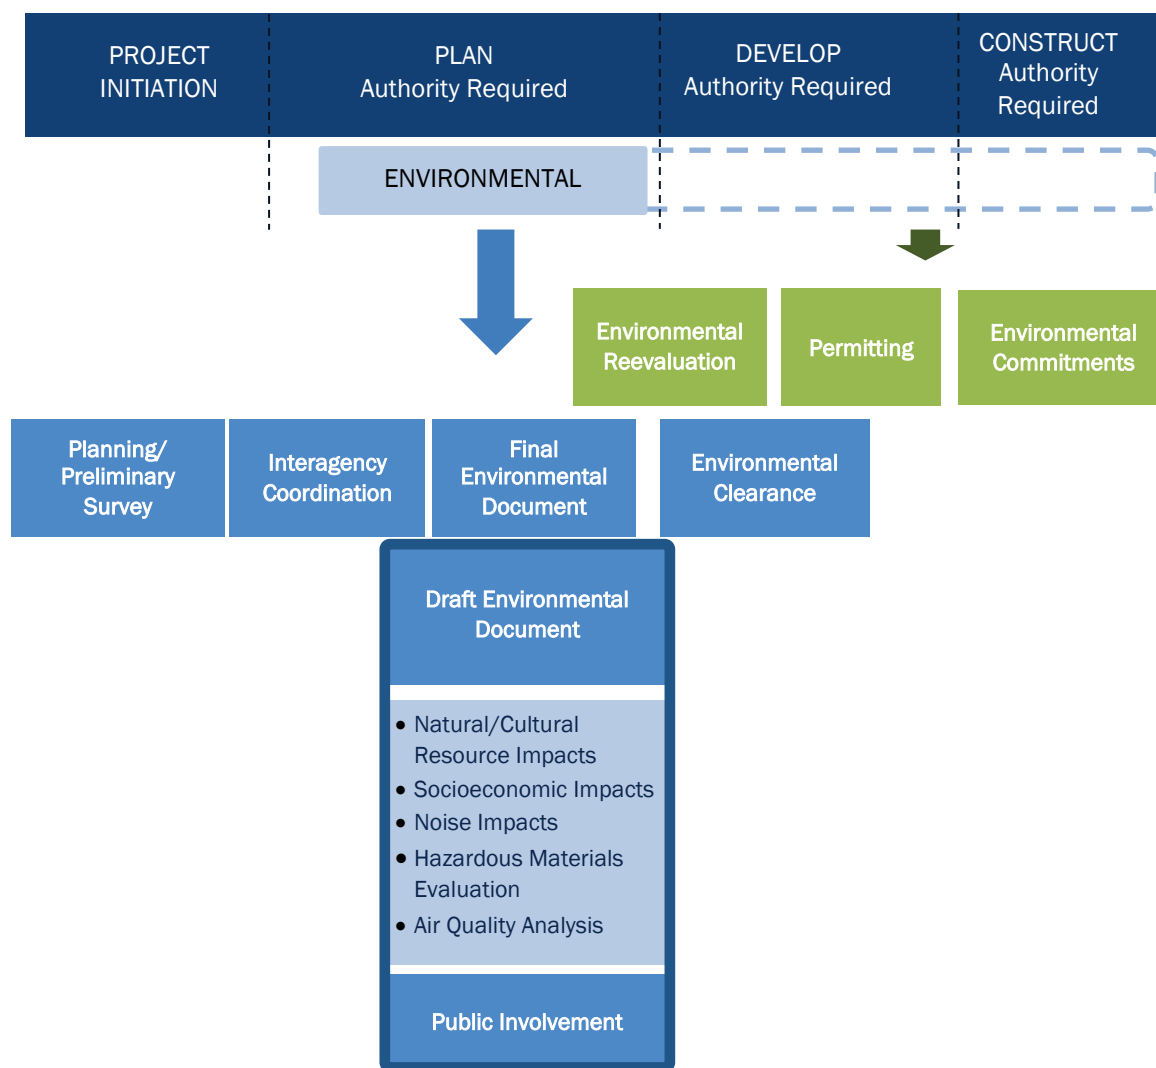 PROJECT
INITIATION
PLAN
Authority Required
DEVELOP
Authority Required
CONSTRUCT
Authority
Required
ENVIRONMENTAL
Environmental
Reevaluation
Permitting
Environmental
Commitments
Planning/
Preliminary
Survey
Interagency
Coordination
Final
Environmental
Document
Environmental
Clearance
Draft Environmental
Document
• Natural/Cultural
Resource Impacts
• Socioeconomic Impacts
• Noise Impacts
• Hazardous Materials
Evaluation
• Air Quality Analysis
Public Involvement